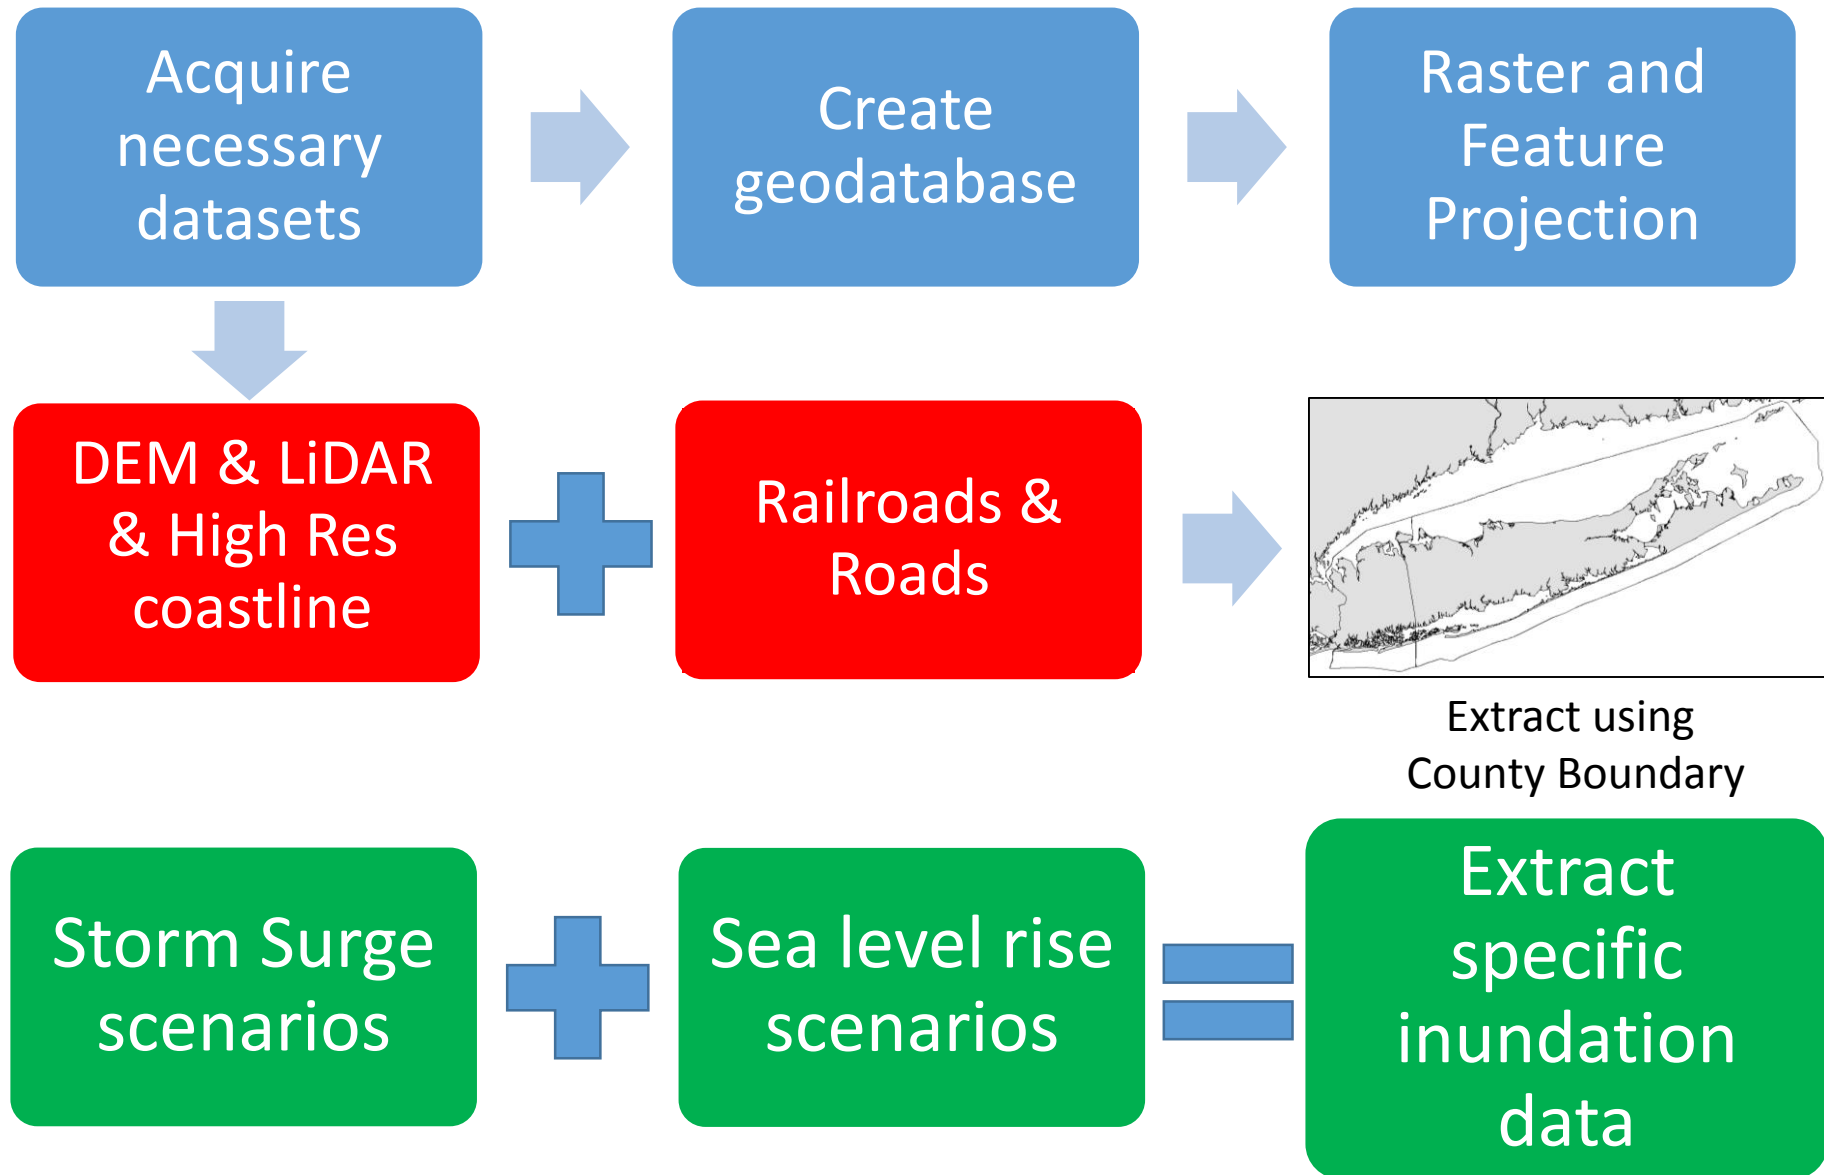 Acquire
necessary
datasets
Create
geodatabase
Raster and
Feature
Projection
DEM & LiDAR
& High Res
coastline
Railroads &
Roads
Extract using
County Boundary
Storm Surge
scenarios
Sea level rise
scenarios
Extract
specific
inundation
data